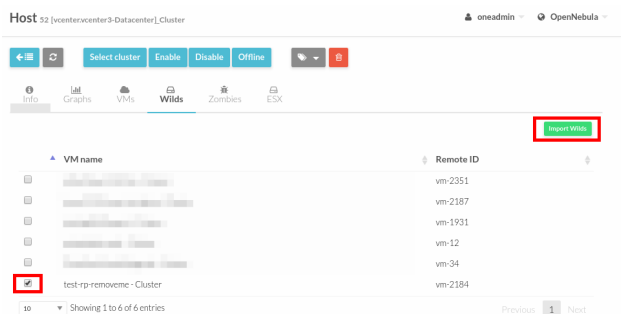 Host 52 [vcenter.vcenter3-Datacenter]_Cluster
oneadmin OpenNebula
Select cluster Enable Disable Offline
Info Graphs VMs Wilds Zombies ESX
Import Wilds
VM name Remote ID
vm-2351
vm-2187
vm-1931
vm-12
vm-34
test-rp-removeme - Cluster vm-2184
10 Showing 1 to 6 of 6 entries Previous 1 Next